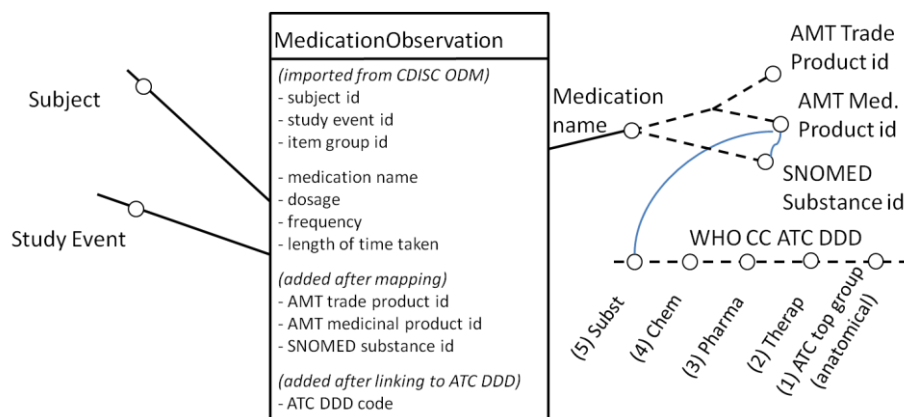 MedicationObservation
(imported from CDISC ODM)
- subject id
- study event id
- item group id
- medication name
- dosage
- frequency
- length of time taken
(added after mapping)
- AMT trade product id
- AMT medicinal product id
- SNOMED substance id
(added after linking to ATC DDD)
- ATC DDD code
Subject
Study Event
Medication
name
AMT Trade
Product id
AMT Med.
Product id
SNOMED
Substance id
WHO CC ATC DDD
(5) Subst
(4) Chem
(3) Pharma
(2) Therap
(1) ATC top group
(anatomical)